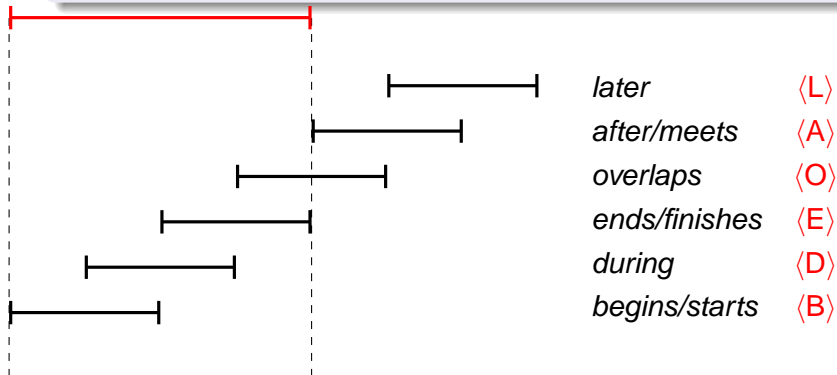 later ⟨L⟩
after/meets ⟨A⟩
overlaps ⟨O⟩
ends/finishes ⟨E⟩
during ⟨D⟩
begins/starts ⟨B⟩